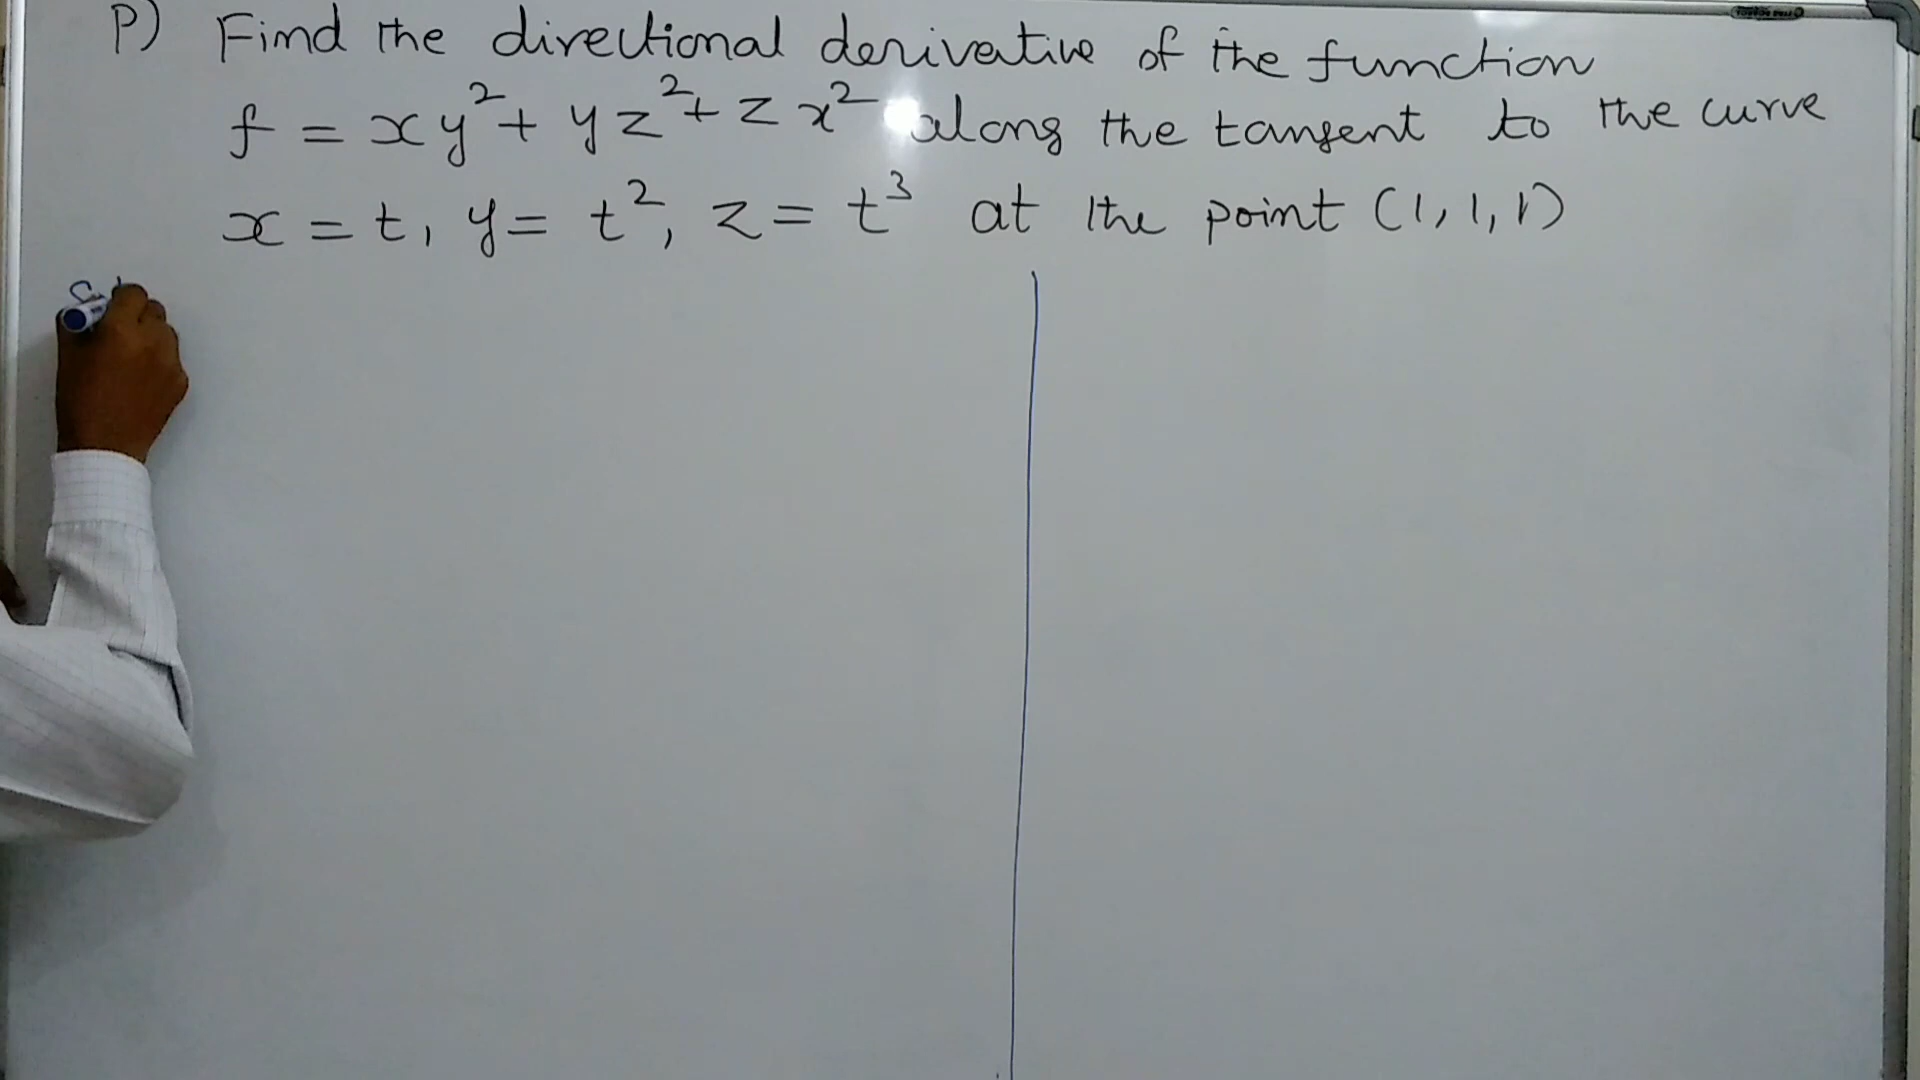 P) Find the directional derivative of the function
f = xy² + yz² + zx² along the tangent to the curve
x = t, y = t², z = t³ at the point (1, 1, 1)